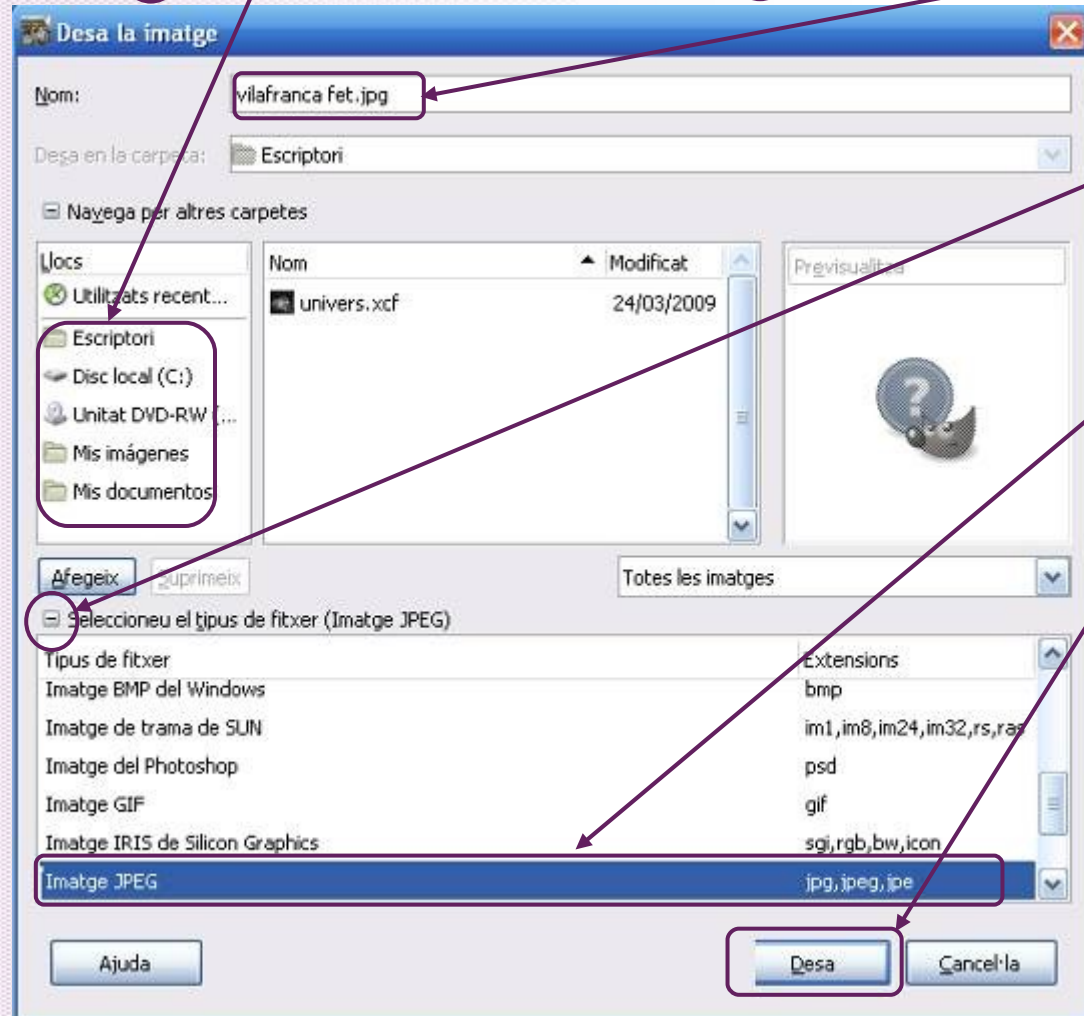 Desa la imatge
Nom: vilafranca fet.jpg
Desa en la carpeta: Escriptori
Navega per altres carpetes
Llocs Nom Modificat Previsualitza
Utilitzats recent... univers.xcf 24/03/2009
Escriptori
Disc local (C:)
Unitat DVD-RW (...
Mis imágenes
Mis documentos
Afegeix Suprimeix Totes les imatges
Seleccioneu el tipus de fitxer (Imatge JPEG)
Tipus de fitxer Extensions
Imatge BMP del Windows bmp
Imatge de trama de SUN im1,im8,im24,im32,rs,ras
Imatge del Photoshop psd
Imatge GIF gif
Imatge IRIS de Silicon Graphics sgi,rgb,bw,icon
Imatge JPEG jpg,jpeg,jpe
Ajuda Desa Cancel·la